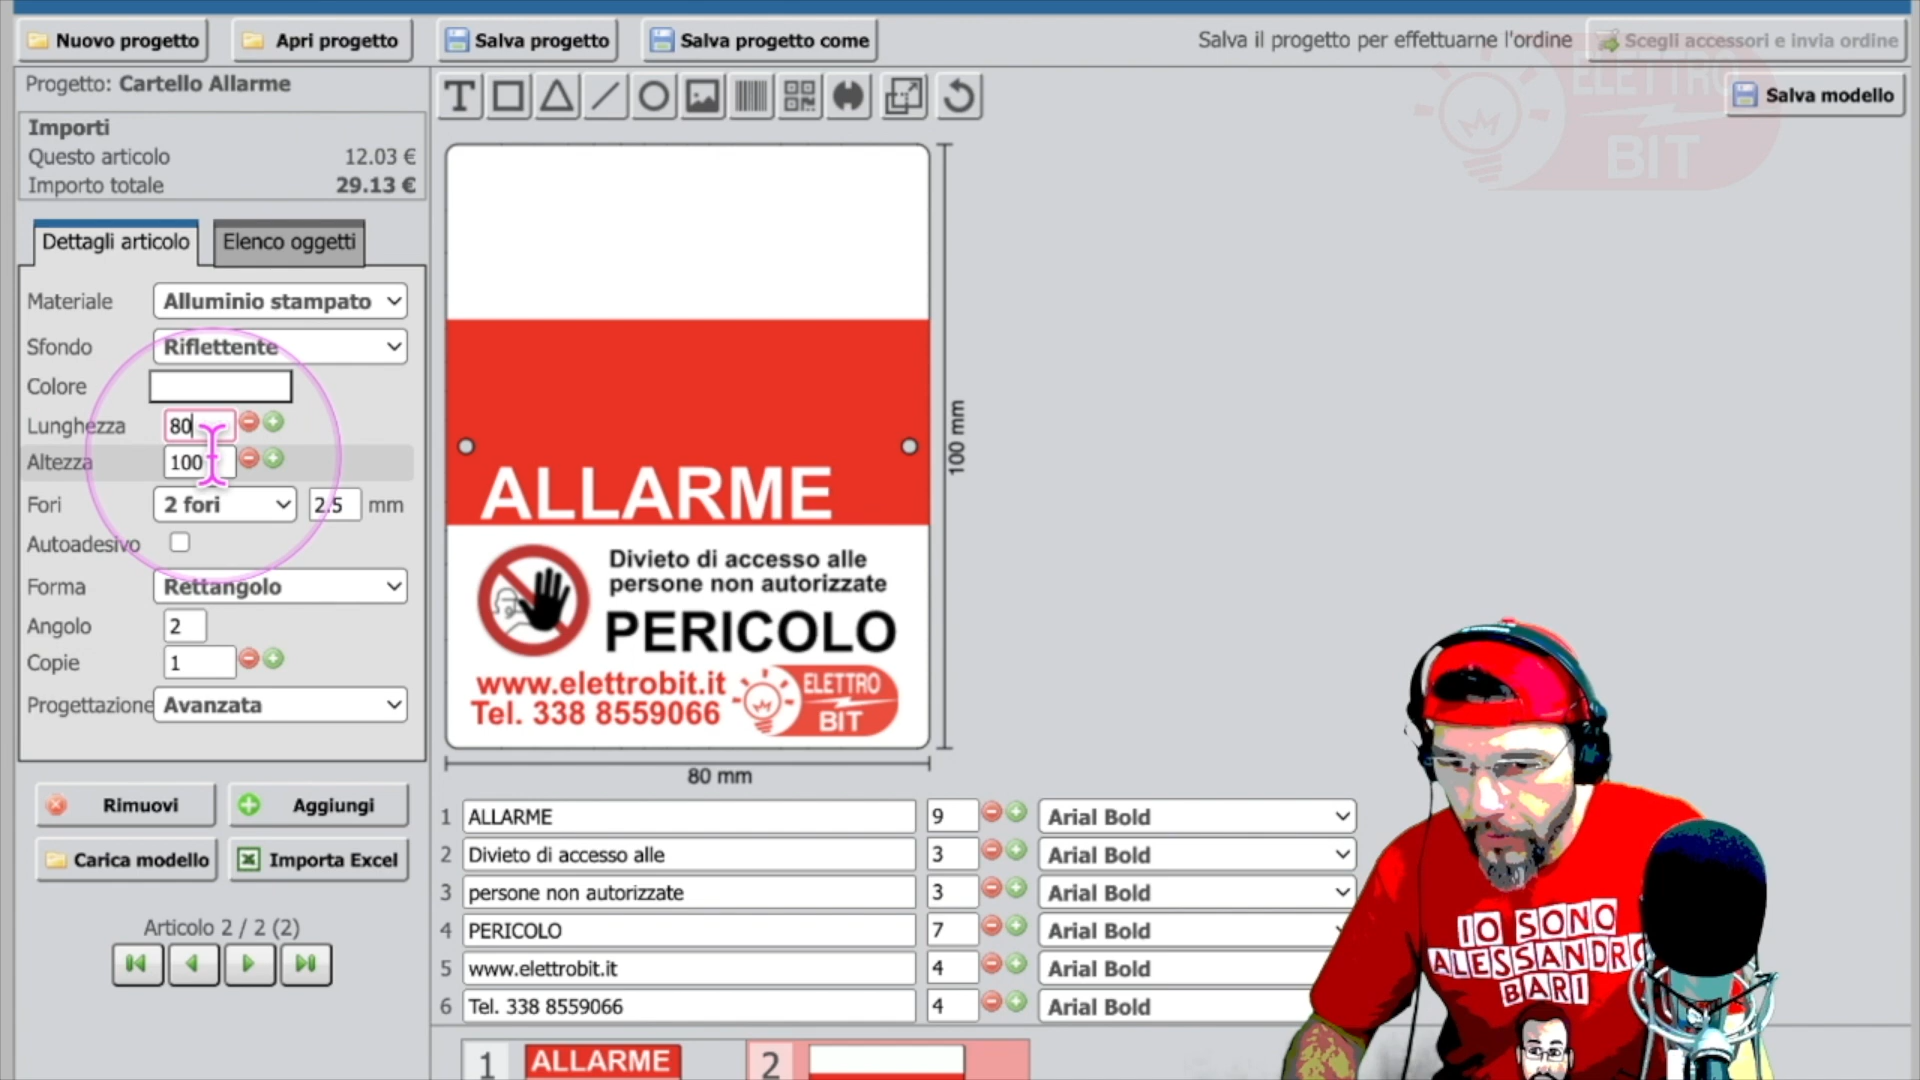 Nuovo progetto
Apri progetto
Salva progetto
Salva progetto come
Salva il progetto per effettuarne l'ordine
Scegli accessori e invia ordine
Progetto: Cartello Allarme
Salva modello
ELETTRO
BIT
Importi
Questo articolo 12.03 €
Importo totale 29.13 €
Dettagli articolo
Elenco oggetti
Materiale Alluminio stampato
Sfondo Riflettente
Colore
Lunghezza 80
Altezza 100
Fori 2 fori 2.5 mm
Autoadesivo
Forma Rettangolo
Angolo 2
Copie 1
Progettazione Avanzata
Rimuovi
Aggiungi
Carica modello
Importa Excel
Articolo 2 / 2 (2)
ALLARME
Divieto di accesso alle
persone non autorizzate
PERICOLO
www.elettrobit.it
Tel. 338 8559066
ELETTRO
BIT
100 mm
80 mm
1 ALLARME 9 Arial Bold
2 Divieto di accesso alle 3 Arial Bold
3 persone non autorizzate 3 Arial Bold
4 PERICOLO 7 Arial Bold
5 www.elettrobit.it 4 Arial Bold
6 Tel. 338 8559066 4 Arial Bold
1 ALLARME
2
IO SONO
ALESSANDRO
BARI